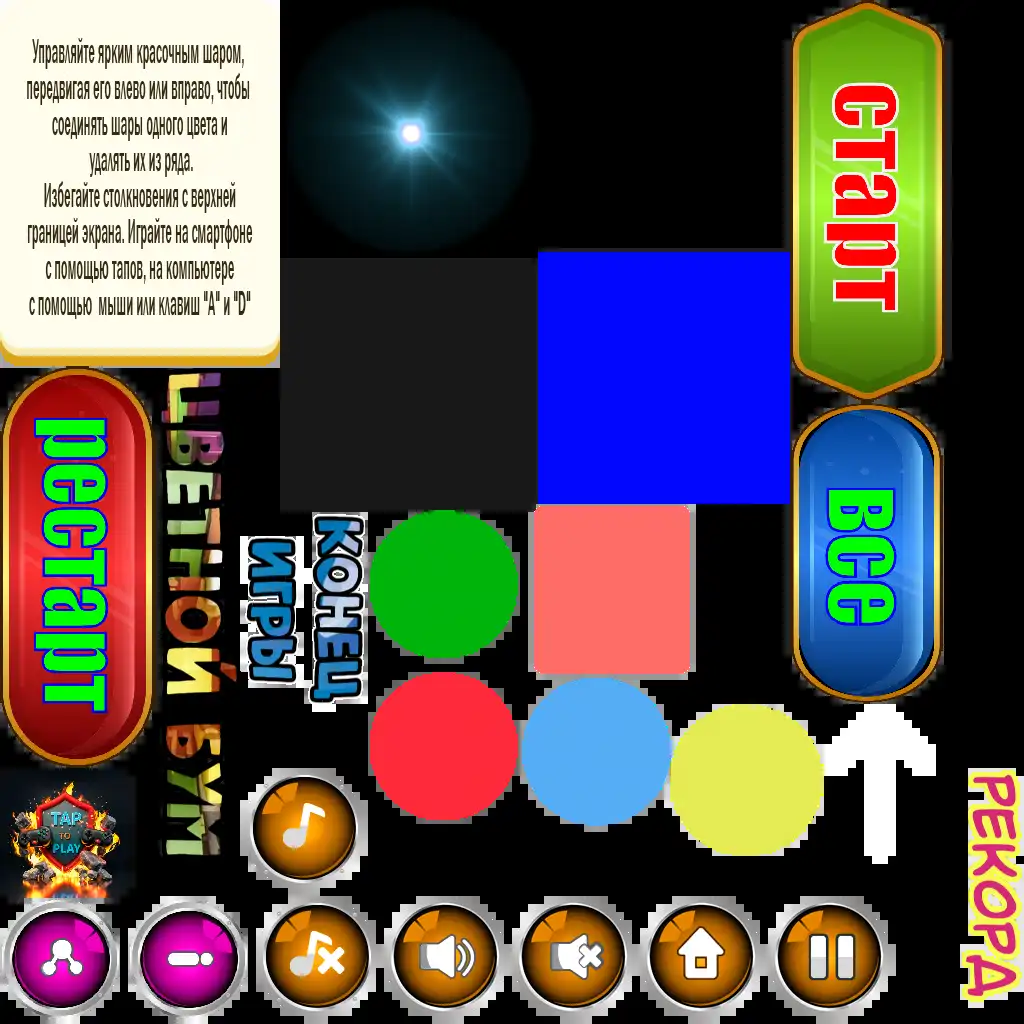 Управляйте ярким красочным шаром,
передвигая его влево или вправо, чтобы
соединять шары одного цвета и
удалять их из ряда.
Избегайте столкновения с верхней
границей экрана. Играйте на смартфоне
с помощью тапов, на компьютере
с помощью мыши или клавиш "A" и "D"
старт
рестарт
ЦВЕТНОЙ БУМ
КОНЕЦ
ИГРЫ
все
TAP
TO
PLAY
РЕКОРД